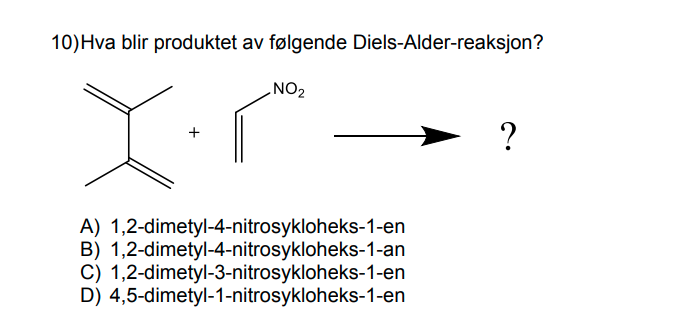 10)Hva blir produktet av følgende Diels-Alder-reaksjon?
NO2
+
?
A) 1,2-dimetyl-4-nitrosykloheks-1-en
B) 1,2-dimetyl-4-nitrosykloheks-1-an
C) 1,2-dimetyl-3-nitrosykloheks-1-en
D) 4,5-dimetyl-1-nitrosykloheks-1-en